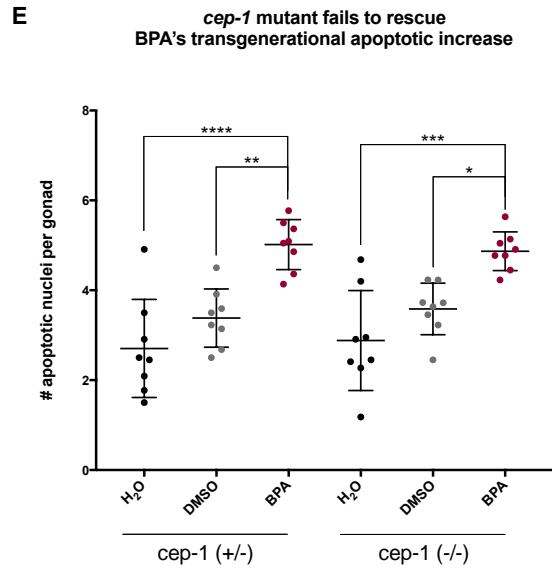 E
cep-1 mutant fails to rescue
BPA's transgenerational apoptotic increase
# apoptotic nuclei per gonad
8
6
4
2
0
****
**
***
*
H2O
DMSO
BPA
H2O
DMSO
BPA
cep-1 (+/-)
cep-1 (-/-)